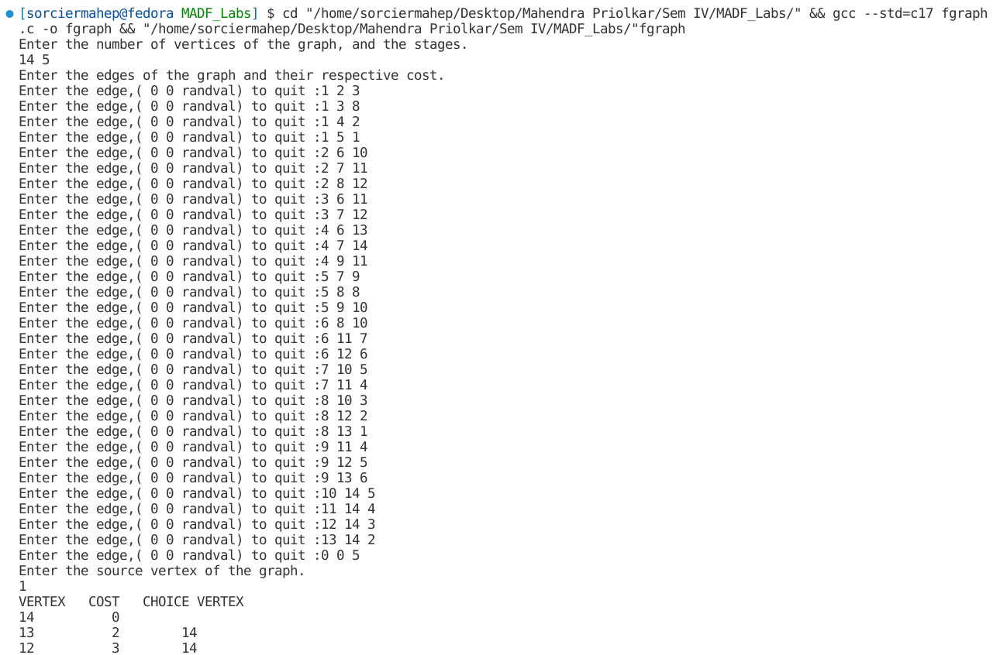 [sorciermahep@fedora MADF_Labs] $ cd "/home/sorciermahep/Desktop/Mahendra Priolkar/Sem IV/MADF_Labs/" && gcc --std=c17 fgraph
.c -o fgraph && "/home/sorciermahep/Desktop/Mahendra Priolkar/Sem IV/MADF_Labs/"fgraph
Enter the number of vertices of the graph, and the stages.
14 5
Enter the edges of the graph and their respective cost.
Enter the edge,( 0 0 randval) to quit :1 2 3
Enter the edge,( 0 0 randval) to quit :1 3 8
Enter the edge,( 0 0 randval) to quit :1 4 2
Enter the edge,( 0 0 randval) to quit :1 5 1
Enter the edge,( 0 0 randval) to quit :2 6 10
Enter the edge,( 0 0 randval) to quit :2 7 11
Enter the edge,( 0 0 randval) to quit :2 8 12
Enter the edge,( 0 0 randval) to quit :3 6 11
Enter the edge,( 0 0 randval) to quit :3 7 12
Enter the edge,( 0 0 randval) to quit :4 6 13
Enter the edge,( 0 0 randval) to quit :4 7 14
Enter the edge,( 0 0 randval) to quit :4 9 11
Enter the edge,( 0 0 randval) to quit :5 7 9
Enter the edge,( 0 0 randval) to quit :5 8 8
Enter the edge,( 0 0 randval) to quit :5 9 10
Enter the edge,( 0 0 randval) to quit :6 8 10
Enter the edge,( 0 0 randval) to quit :6 11 7
Enter the edge,( 0 0 randval) to quit :6 12 6
Enter the edge,( 0 0 randval) to quit :7 10 5
Enter the edge,( 0 0 randval) to quit :7 11 4
Enter the edge,( 0 0 randval) to quit :8 10 3
Enter the edge,( 0 0 randval) to quit :8 12 2
Enter the edge,( 0 0 randval) to quit :8 13 1
Enter the edge,( 0 0 randval) to quit :9 11 4
Enter the edge,( 0 0 randval) to quit :9 12 5
Enter the edge,( 0 0 randval) to quit :9 13 6
Enter the edge,( 0 0 randval) to quit :10 14 5
Enter the edge,( 0 0 randval) to quit :11 14 4
Enter the edge,( 0 0 randval) to quit :12 14 3
Enter the edge,( 0 0 randval) to quit :13 14 2
Enter the edge,( 0 0 randval) to quit :0 0 5
Enter the source vertex of the graph.
1
VERTEX   COST   CHOICE VERTEX
14          0
13          2        14
12          3        14